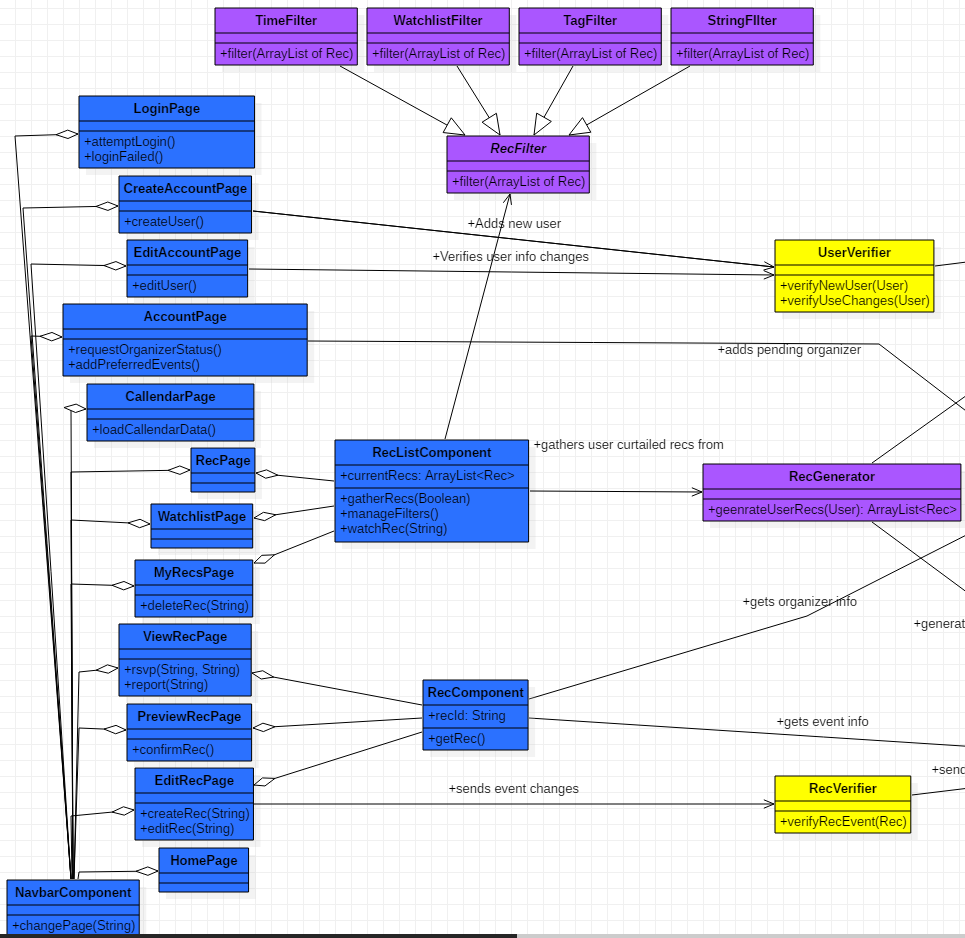 TimeFilter
+filter(ArrayList of Rec)
WatchlistFilter
+filter(ArrayList of Rec)
TagFilter
+filter(ArrayList of Rec)
StringFIlter
+filter(ArrayList of Rec)
LoginPage
+attemptLogin()
+loginFailed()
RecFilter
+filter(ArrayList of Rec)
CreateAccountPage
+createUser()
+Adds new user
EditAccountPage
+editUser()
+Verifies user info changes
UserVerifier
+verifyNewUser(User)
+verifyUseChanges(User)
AccountPage
+requestOrganizerStatus()
+addPreferredEvents()
+adds pending organizer
CallendarPage
+loadCallendarData()
RecPage
RecListComponent
+currentRecs: ArrayList<Rec>
+gatherRecs(Boolean)
+manageFilters()
+watchRec(String)
+gathers user curtailed recs from
RecGenerator
+geenrateUserRecs(User): ArrayList<Rec>
WatchlistPage
MyRecsPage
+deleteRec(String)
+gets organizer info
+generat
ViewRecPage
+rsvp(String, String)
+report(String)
RecComponent
+recId: String
+getRec()
PreviewRecPage
+confirmRec()
+gets event info
+send
EditRecPage
+createRec(String)
+editRec(String)
+sends event changes
RecVerifier
+verifyRecEvent(Rec)
HomePage
NavbarComponent
+changePage(String)